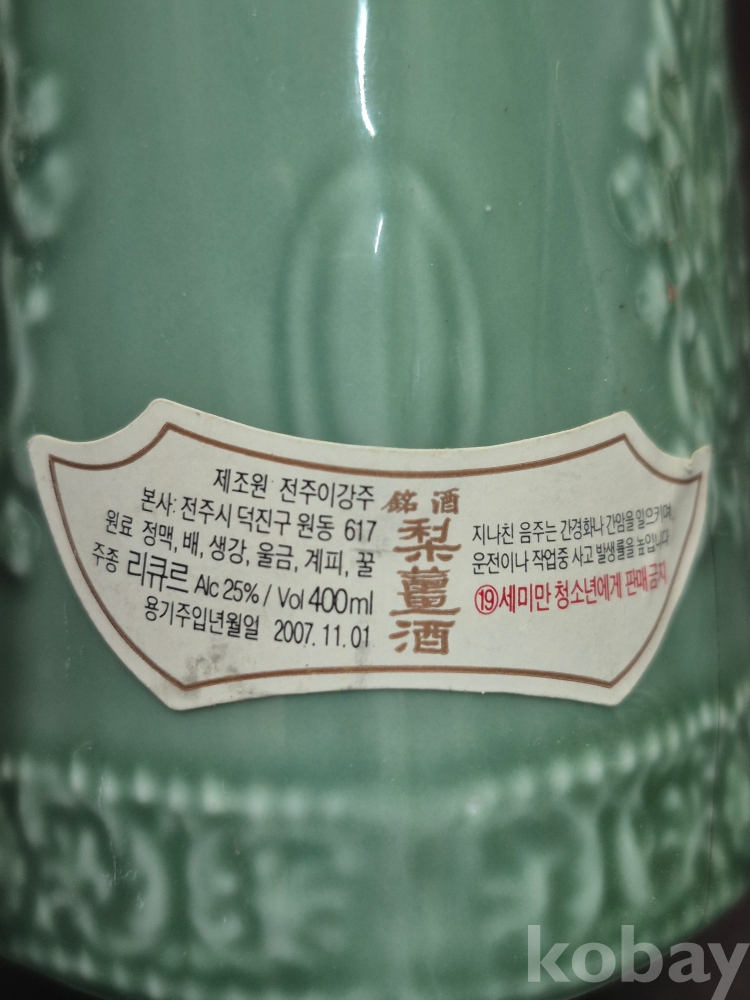 제조원 전주이강주
본사: 전주시 덕진구 원동 617
원료 정맥, 배, 생강, 울금, 계피, 꿀
주종 리큐르 Alc 25% / Vol 400ml
용기주입년월일 2007.11.01
銘酒
梨薑酒
지나친 음주는 간경화나 간암을 일으키며,
운전이나 작업중 사고 발생률을 높입니다
⑲세미만 청소년에게 판매 금지
kobay